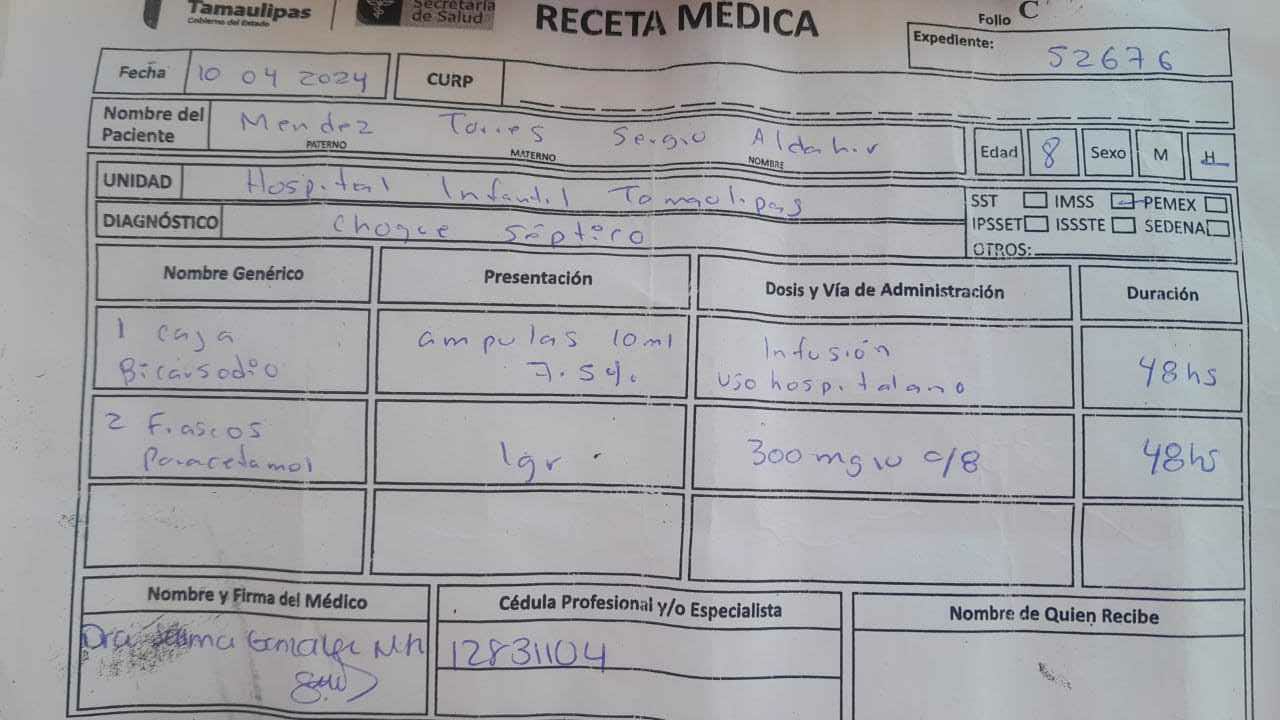 Tamaulipas
Gobierno del Estado
Secretaría
de Salud
RECETA MÉDICA
Folio C
Expediente: 52676
Fecha 10 04 2024 CURP
Nombre del Paciente Mendez Torres Sergio Aldahir
PATERNO MATERNO NOMBRE
Edad 8 Sexo M H
UNIDAD Hospital Infantil Tamaulipas
DIAGNÓSTICO Choque Séptico
SST IMSS PEMEX
IPSSET ISSSTE SEDENA
OTROS:
Nombre Genérico Presentación Dosis y Vía de Administración Duración
1 caja ampulas 10ml Infusión 48hs
Bicarsodio 7.5% Uso hospitalario
2 Frascos 1gr 300mg IV c/8 48hs
Paracetamol
Nombre y Firma del Médico Cédula Profesional y/o Especialista Nombre de Quien Recibe
Dra 12831104